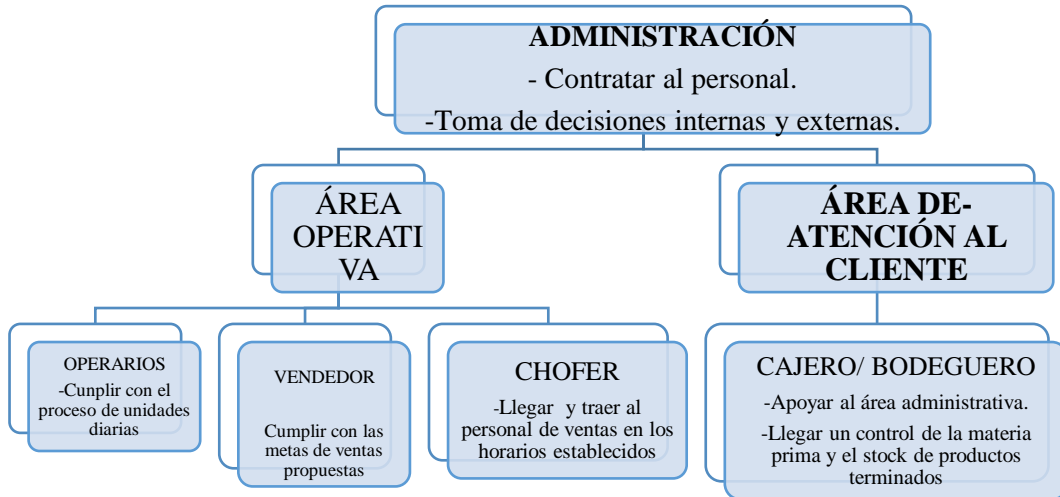 ADMINISTRACIÓN
- Contratar al personal.
-Toma de decisiones internas y externas.
ÁREA
OPERATI
VA
ÁREA DE-
ATENCIÓN AL
CLIENTE
OPERARIOS
-Cunplir con el
proceso de unidades
diarias
VENDEDOR
Cumplir con las
metas de ventas
propuestas
CHOFER
-Llegar y traer al
personal de ventas en los
horarios establecidos
CAJERO/ BODEGUERO
-Apoyar al área administrativa.
-Llegar un control de la materia
prima y el stock de productos
terminados